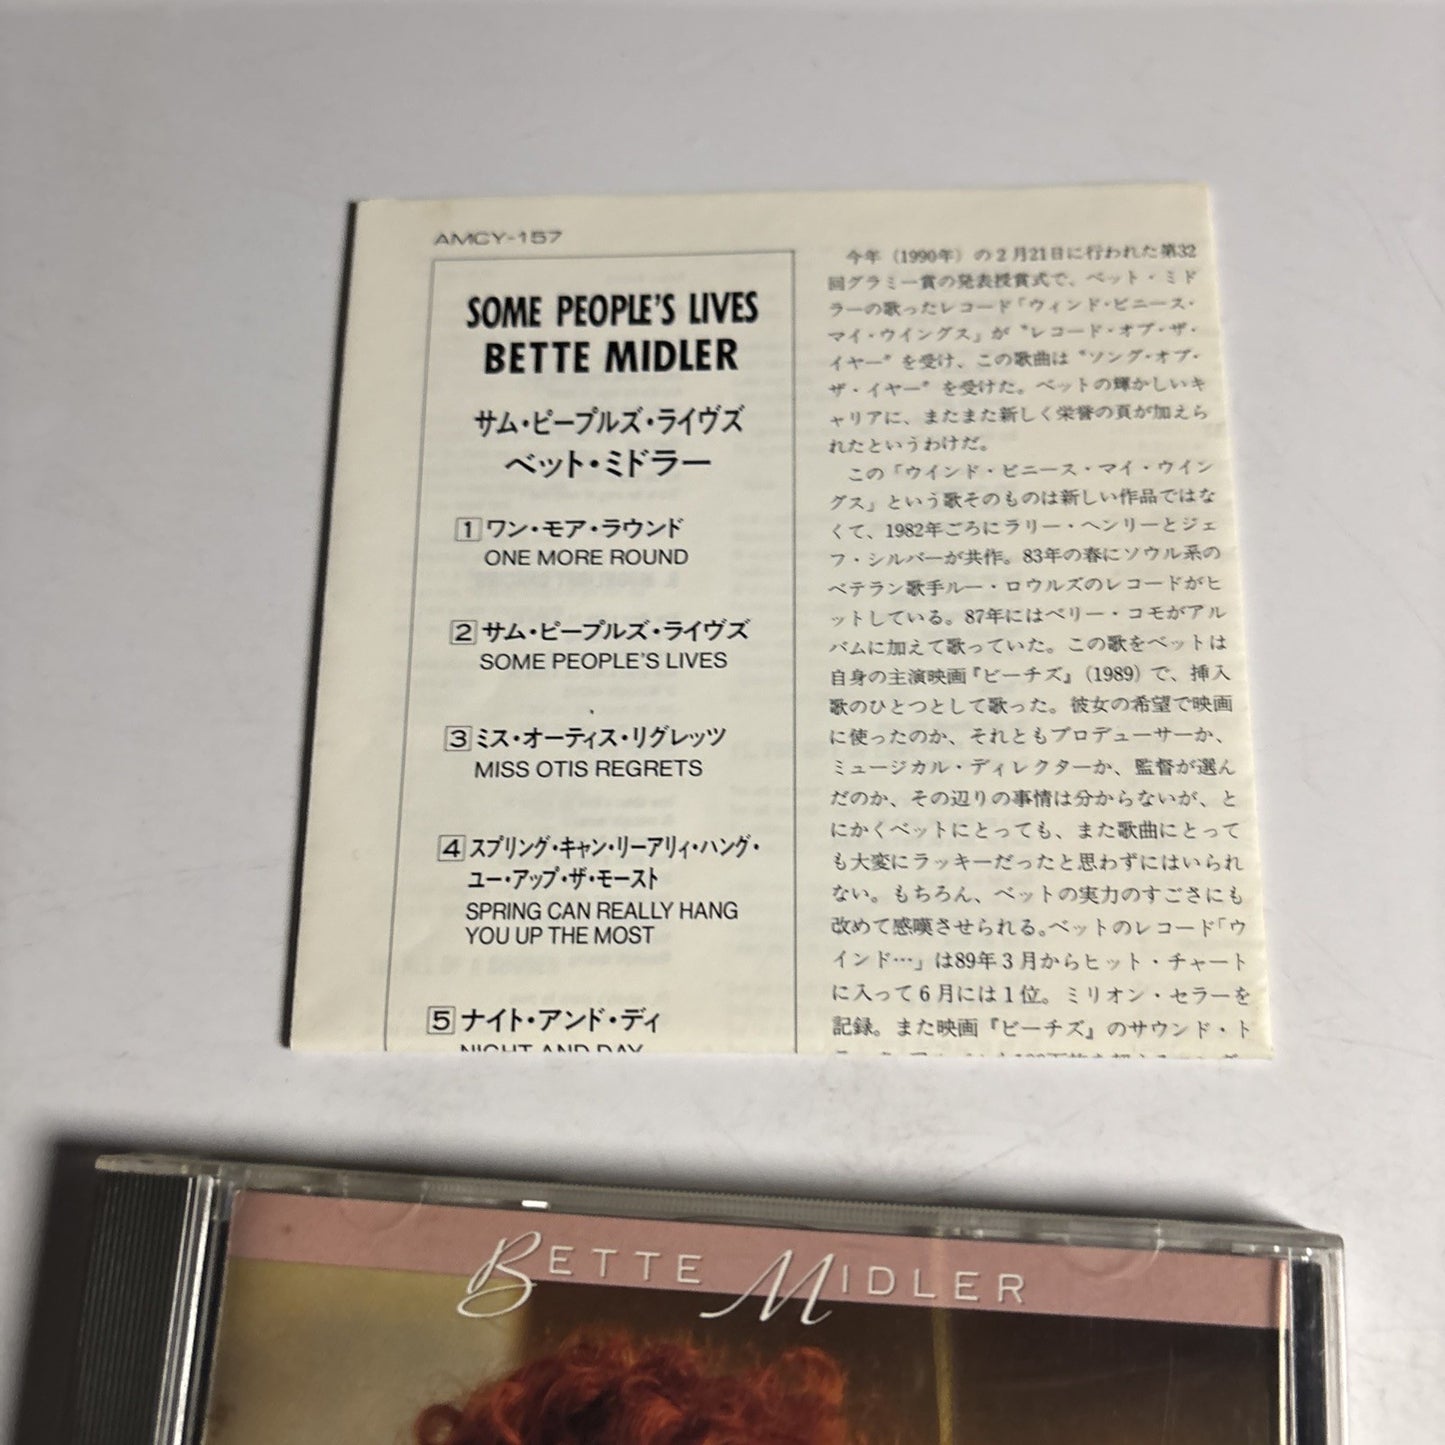 AMCY-157
SOME PEOPLE'S LIVES
BETTE MIDLER
サム・ピープルズ・ライヴズ
ベット・ミドラー
1 ワン・モア・ラウンド
ONE MORE ROUND
2 サム・ピープルズ・ライヴズ
SOME PEOPLE'S LIVES
3 ミス・オーティス・リグレッツ
MISS OTIS REGRETS
4 スプリング・キャン・リーアリィ・ハング・
ユー・アップ・ザ・モースト
SPRING CAN REALLY HANG
YOU UP THE MOST
5 ナイト・アンド・ディ
NIGHT AND DAY
今年(1990年)の2月21日に行われた第32
回グラミー賞の発表授賞式で、ベット・ミド
ラーの歌ったレコード「ウィンド・ビニース・
マイ・ウイングス」が〝レコード・オブ・ザ・
イヤー〞を受け、この歌曲は〝ソング・オブ・
ザ・イヤー〞を受けた。ベットの輝かしいキ
ャリアに、またまた新しく栄誉の頁が加えら
れたというわけだ。
この「ウインド・ビニース・マイ・ウイン
グス」という歌そのものは新しい作品ではな
くて、1982年ごろにラリー・ヘンリーとジェ
フ・シルバーが共作。83年の春にソウル系の
ベテラン歌手ルー・ロウルズのレコードがヒ
ットしている。87年にはペリー・コモがアル
バムに加えて歌っていた。この歌をベットは
自身の主演映画『ビーチズ』(1989)で、挿入
歌のひとつとして歌った。彼女の希望で映画
に使ったのか、それともプロデューサーか、
ミュージカル・ディレクターか、監督が選ん
だのか、その辺りの事情は分からないが、と
にかくベットにとっても、また歌曲にとって
も大変にラッキーだったと思わずにはいられ
ない。もちろん、ベットの実力のすごさにも
改めて感嘆させられる。ベットのレコード「ウ
インド…」は89年3月からヒット・チャート
に入って6月には1位。ミリオン・セラーを
記録。また映画『ビーチズ』のサウンド・ト
BETTE MIDLER